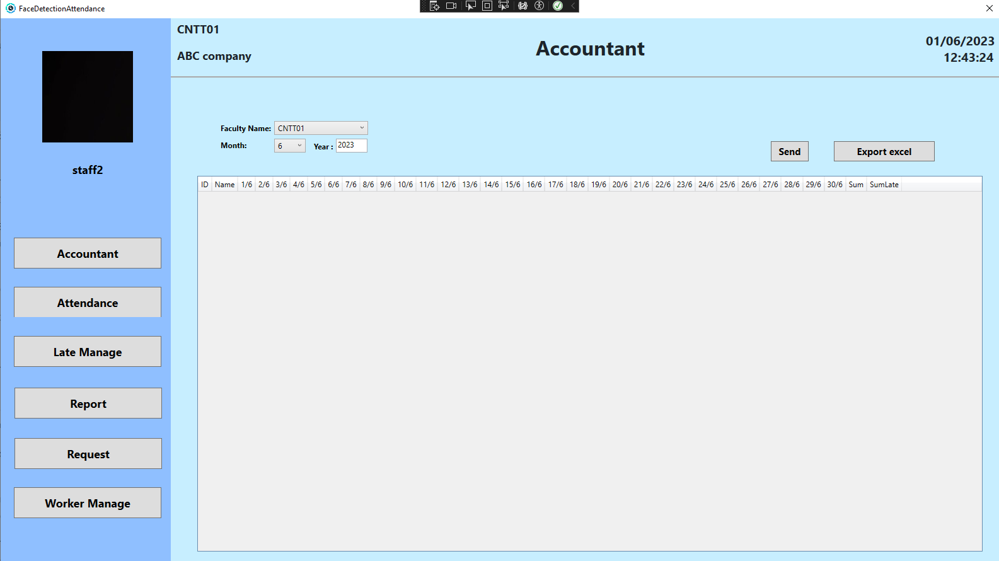 FaceDetectionAttendance
CNTT01
ABC company
Accountant
01/06/2023
12:43:24
staff2
Accountant
Attendance
Late Manage
Report
Request
Worker Manage
Faculty Name: CNTT01
Month: 6 Year : 2023
Send Export excel
ID Name 1/6 2/6 3/6 4/6 5/6 6/6 7/6 8/6 9/6 10/6 11/6 12/6 13/6 14/6 15/6 16/6 17/6 18/6 19/6 20/6 21/6 22/6 23/6 24/6 25/6 26/6 27/6 28/6 29/6 30/6 Sum SumLate